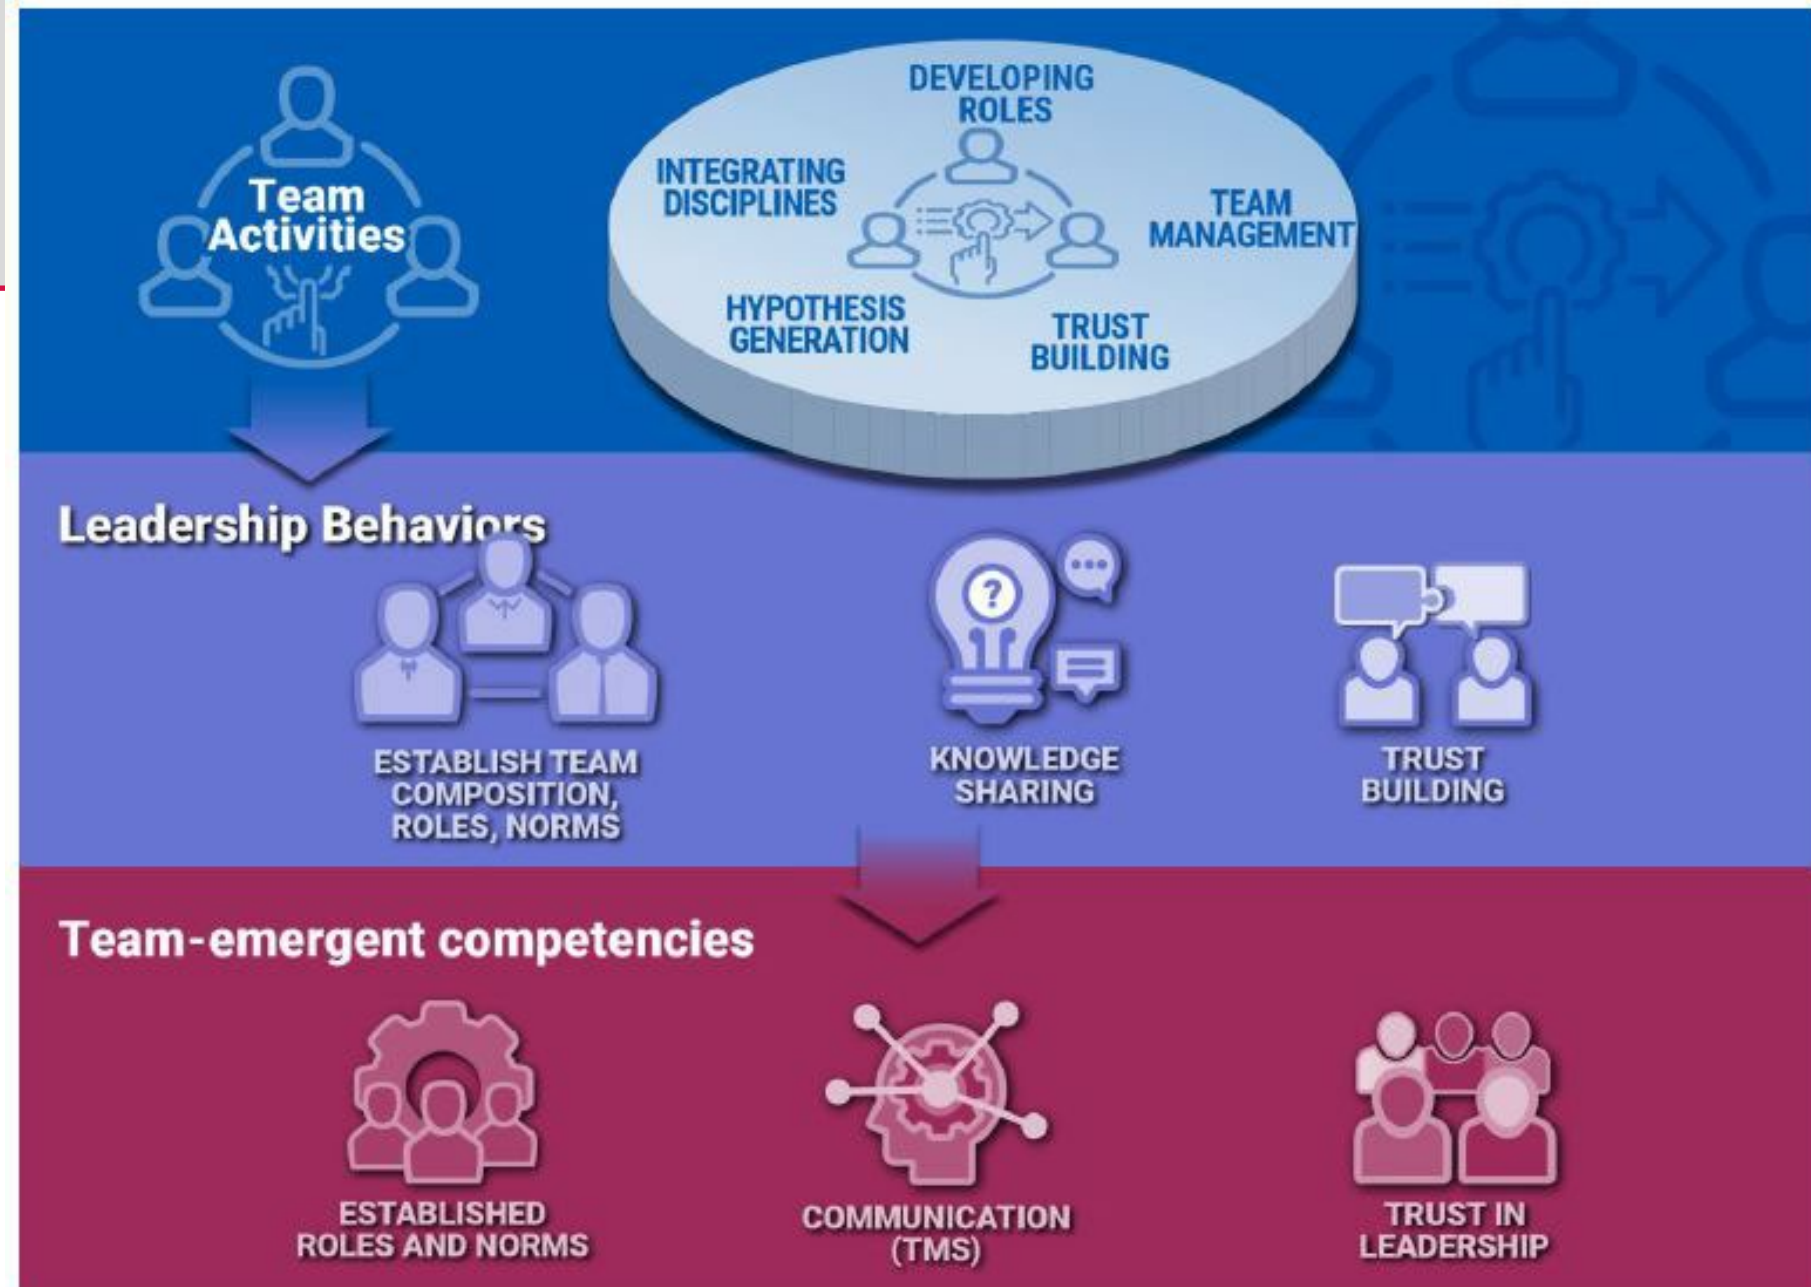 Team
Activities
DEVELOPING
ROLES
INTEGRATING
DISCIPLINES
TEAM
MANAGEMENT
HYPOTHESIS
GENERATION
TRUST
BUILDING
Leadership Behaviors
?
ESTABLISH TEAM
COMPOSITION,
ROLES, NORMS
KNOWLEDGE
SHARING
TRUST
BUILDING
Team-emergent competencies
ESTABLISHED
ROLES AND NORMS
COMMUNICATION
(TMS)
TRUST IN
LEADERSHIP